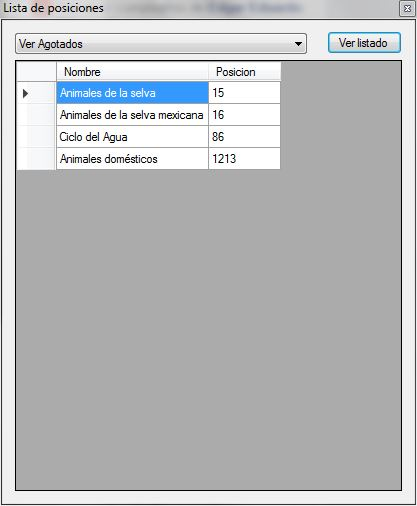 Lista de posiciones
Ver Agotados
Ver listado
Nombre Posicion
Animales de la selva 15
Animales de la selva mexicana 16
Ciclo del Agua 86
Animales domésticos 1213